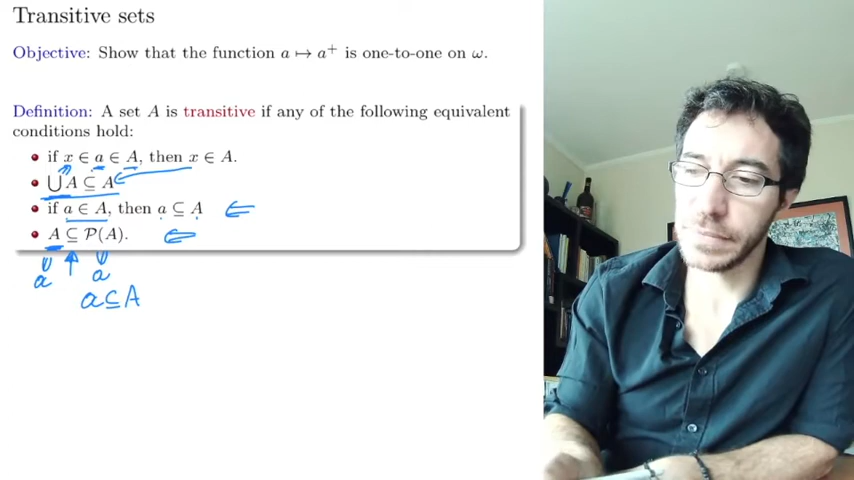 Transitive sets
Objective: Show that the function a ↦ a⁺ is one-to-one on ω.
Definition: A set A is transitive if any of the following equivalent
conditions hold:
• if x ∈ a ∈ A, then x ∈ A.
• ⋃A ⊆ A
• if a ∈ A, then a ⊆ A
• A ⊆ P(A).
a a
a ⊆ A